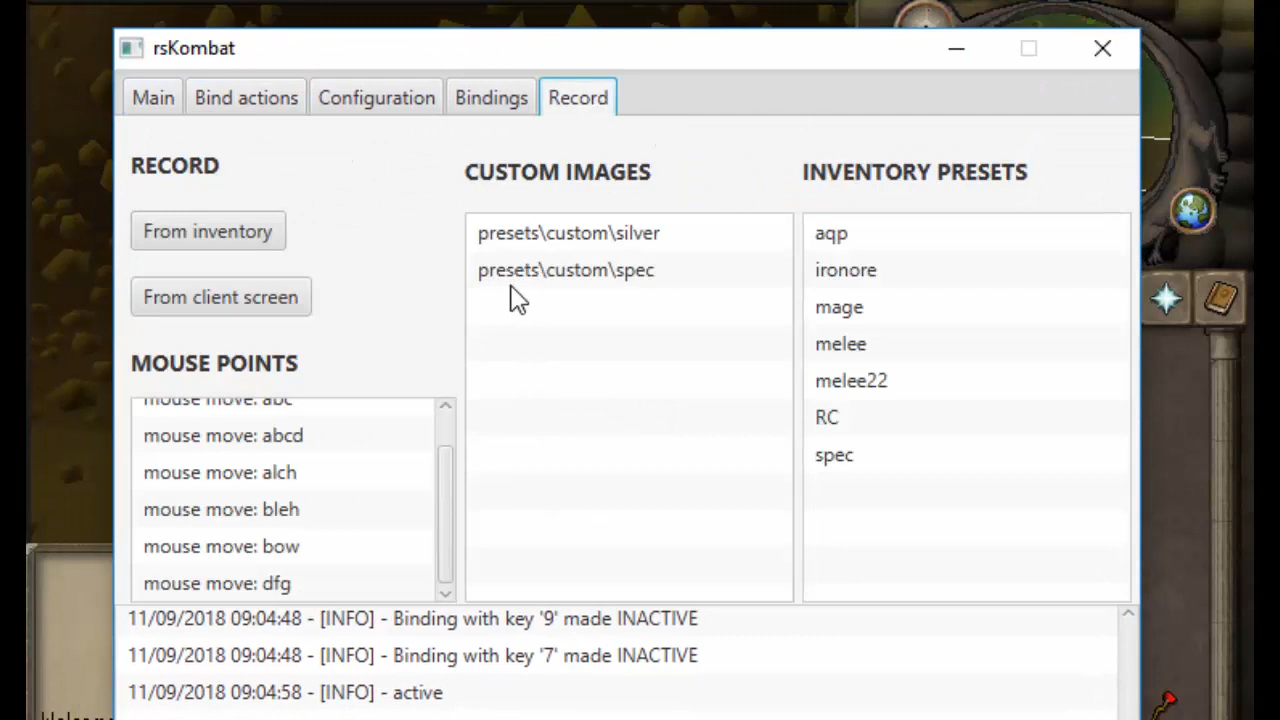 rsKombat
Main Bind actions Configuration Bindings Record
RECORD
From inventory
From client screen
MOUSE POINTS
mouse move: abc
mouse move: abcd
mouse move: alch
mouse move: bleh
mouse move: bow
mouse move: dfg
CUSTOM IMAGES
presets\custom\silver
presets\custom\spec
INVENTORY PRESETS
aqp
ironore
mage
melee
melee22
RC
spec
11/09/2018 09:04:48 - [INFO] - Binding with key '9' made INACTIVE
11/09/2018 09:04:48 - [INFO] - Binding with key '7' made INACTIVE
11/09/2018 09:04:58 - [INFO] - active